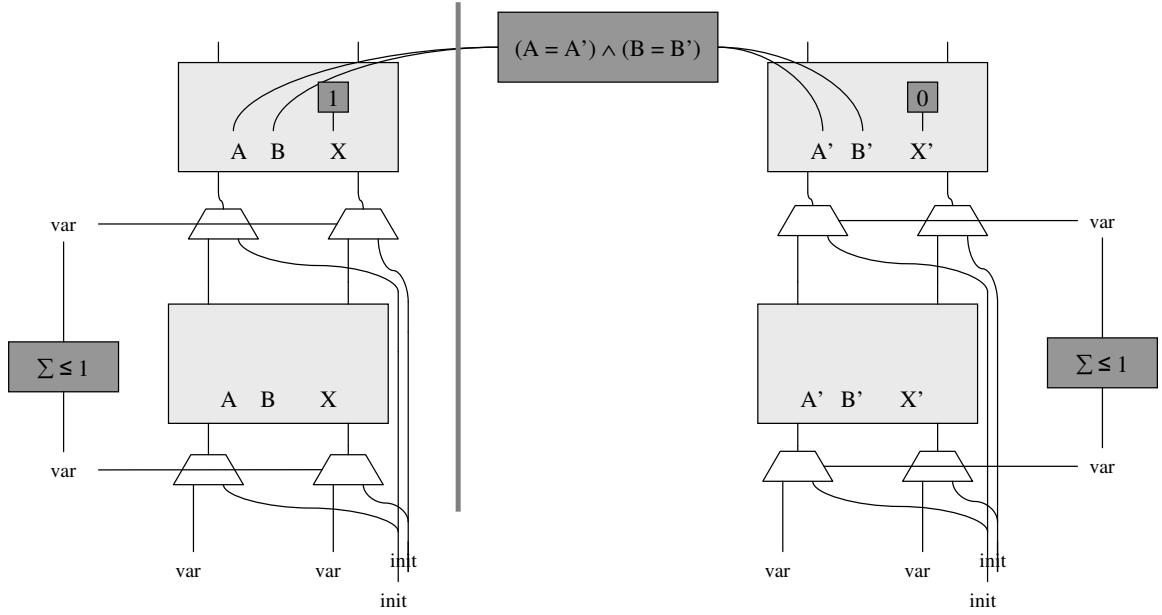 (A = A’) ∧ (B = B’)
1
0
A B X
A’ B’ X’
var
var
∑ ≤ 1
∑ ≤ 1
A B X
A’ B’ X’
var
var
var var init
var var init
init
init